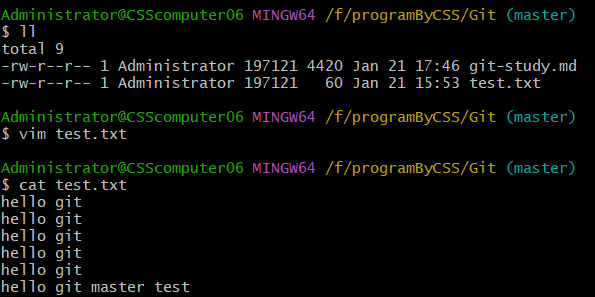 Administrator@CSScomputer06 MINGW64 /f/programByCSS/Git (master)
$ ll
total 9
-rw-r--r-- 1 Administrator 197121 4420 Jan 21 17:46 git-study.md
-rw-r--r-- 1 Administrator 197121   60 Jan 21 15:53 test.txt
Administrator@CSScomputer06 MINGW64 /f/programByCSS/Git (master)
$ vim test.txt
Administrator@CSScomputer06 MINGW64 /f/programByCSS/Git (master)
$ cat test.txt
hello git
hello git
hello git
hello git
hello git
hello git master test